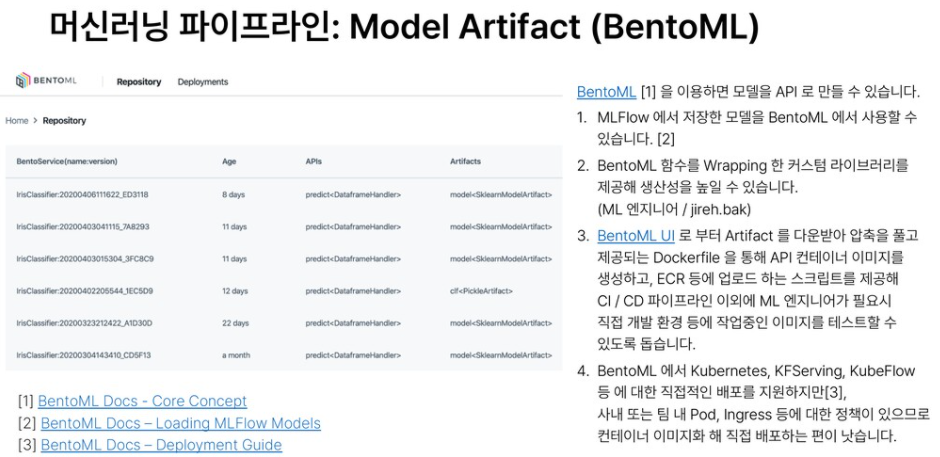 머신러닝 파이프라인: Model Artifact (BentoML)
BENTOML
Repository
Deployments
Home > Repository
BentoService(name:version) Age APIs Artifacts
IrisClassifier:20200406111622_ED3118 8 days predict<DataframeHandler> model<SklearnModelArtifact>
IrisClassifier:20200403041115_7A8293 11 days predict<DataframeHandler> model<SklearnModelArtifact>
IrisClassifier:20200403015304_3FC8C9 11 days predict<DataframeHandler> model<SklearnModelArtifact>
IrisClassifier:20200402205544_1EC5D9 12 days predict<DataframeHandler> clf<PickleArtifact>
IrisClassifier:20200323212422_A1D30D 22 days predict<DataframeHandler> model<SklearnModelArtifact>
IrisClassifier:20200304143410_CD5F13 a month predict<DataframeHandler> model<SklearnModelArtifact>
[1] BentoML Docs - Core Concept
[2] BentoML Docs – Loading MLFlow Models
[3] BentoML Docs – Deployment Guide
BentoML [1] 을 이용하면 모델을 API 로 만들 수 있습니다.
1. MLFlow 에서 저장한 모델을 BentoML 에서 사용할 수
있습니다. [2]
2. BentoML 함수를 Wrapping 한 커스텀 라이브러리를
제공해 생산성을 높일 수 있습니다.
(ML 엔지니어 / jireh.bak)
3. BentoML UI 로 부터 Artifact 를 다운받아 압축을 풀고
제공되는 Dockerfile 을 통해 API 컨테이너 이미지를
생성하고, ECR 등에 업로드 하는 스크립트를 제공해
CI / CD 파이프라인 이외에 ML 엔지니어가 필요시
직접 개발 환경 등에 작업중인 이미지를 테스트할 수
있도록 돕습니다.
4. BentoML 에서 Kubernetes, KFServing, KubeFlow
등 에 대한 직접적인 배포를 지원하지만[3],
사내 또는 팀 내 Pod, Ingress 등에 대한 정책이 있으므로
컨테이너 이미지화 해 직접 배포하는 편이 낫습니다.